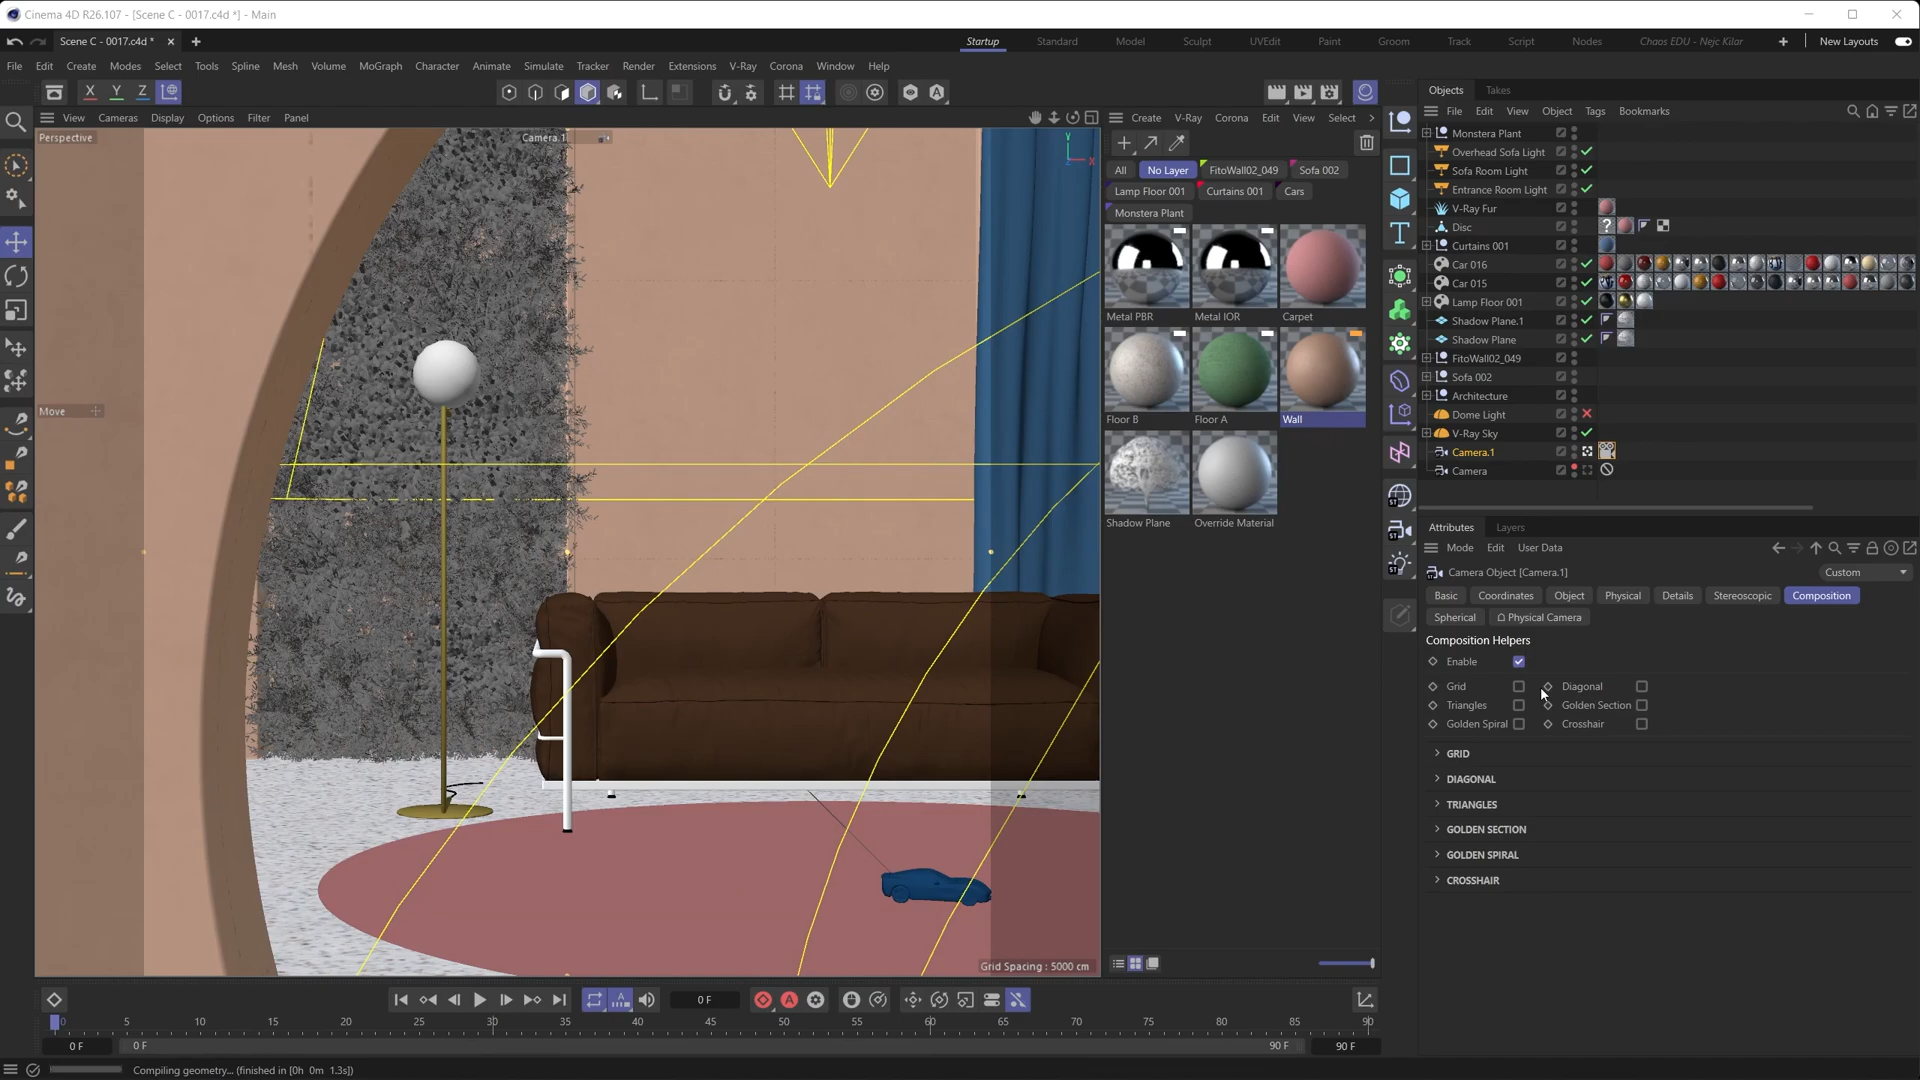 Cinema 4D R26.107 - [Scene C - 0017.c4d *] - Main
Scene C - 0017.c4d *
Startup Standard Model Sculpt UVEdit Paint Groom Track Script Nodes Chaos EDU - Nejc Kilar New Layouts
File Edit Create Modes Select Tools Spline Mesh Volume MoGraph Character Animate Simulate Tracker Render Extensions V-Ray Corona Window Help
X Y Z
View Cameras Display Options Filter Panel
Perspective
Camera.1
Y
X
Move
Grid Spacing : 5000 cm
Create V-Ray Corona Edit View Select
All No Layer FitoWall02_049 Sofa 002
Lamp Floor 001 Curtains 001 Cars
Monstera Plant
Metal PBR Metal IOR Carpet
Floor B Floor A Wall
Shadow Plane Override Material
Objects Takes
File Edit View Object Tags Bookmarks
Monstera Plant
Overhead Sofa Light
Sofa Room Light
Entrance Room Light
V-Ray Fur
Disc
Curtains 001
Car 016
Car 015
Lamp Floor 001
Shadow Plane.1
Shadow Plane
FitoWall02_049
Sofa 002
Architecture
Dome Light
V-Ray Sky
Camera.1
Camera
Attributes Layers
Mode Edit User Data
Camera Object [Camera.1] Custom
Basic Coordinates Object Physical Details Stereoscopic Composition
Spherical Physical Camera
Composition Helpers
Enable
Grid Diagonal
Triangles Golden Section
Golden Spiral Crosshair
GRID
DIAGONAL
TRIANGLES
GOLDEN SECTION
GOLDEN SPIRAL
CROSSHAIR
0 F
0 5 10 15 20 25 30 35 40 45 50 55 60 65 70 75 80 85 90
0 F 0 F 90 F 90 F
Compiling geometry... (finished in [0h 0m 1.3s])